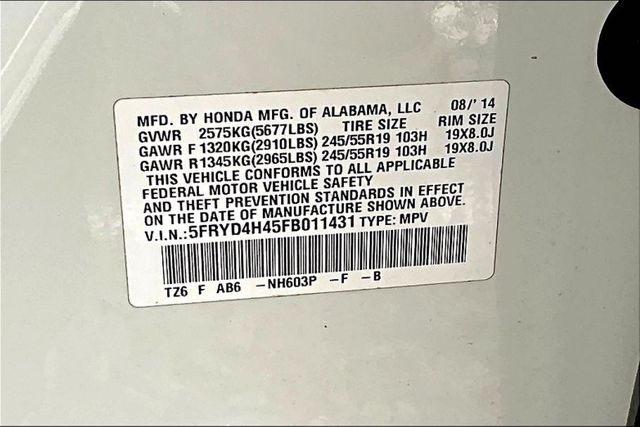 MFD. BY HONDA MFG. OF ALABAMA, LLC 08/'14
GVWR 2575KG(5677LBS) TIRE SIZE RIM SIZE
GAWR F 1320KG(2910LBS) 245/55R19 103H 19X8.0J
GAWR R 1345KG(2965LBS) 245/55R19 103H 19X8.0J
THIS VEHICLE CONFORMS TO ALL APPLICABLE
FEDERAL MOTOR VEHICLE SAFETY
AND THEFT PREVENTION STANDARDS IN EFFECT
ON THE DATE OF MANUFACTURE SHOWN ABOVE.
V.I.N.: 5FRYD4H45FB011431 TYPE: MPV
TZ6 F AB6 -NH603P -F -B